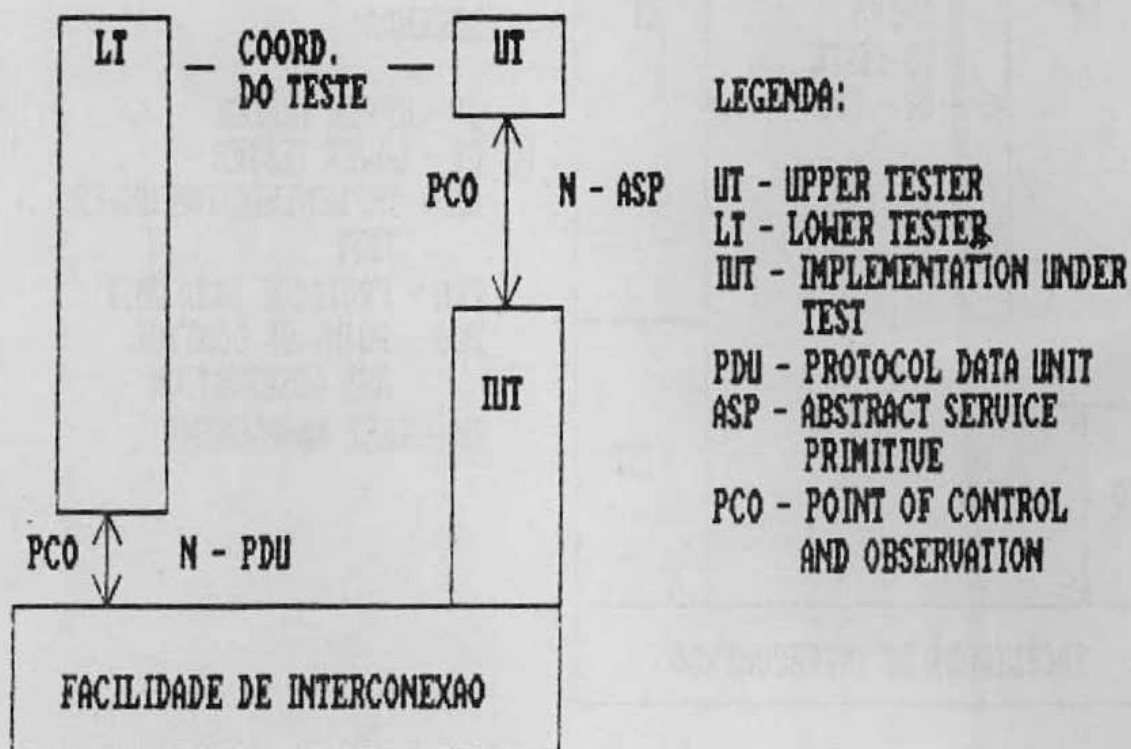 LT — COORD. — UT
DO TESTE
PCO N - ASP
IUT
PCO N - PDU
FACILIDADE DE INTERCONEXAO
LEGENDA:
UT - UPPER TESTER
LT - LOWER TESTER
IUT - IMPLEMENTATION UNDER
TEST
PDU - PROTOCOL DATA UNIT
ASP - ABSTRACT SERVICE
PRIMITIVE
PCO - POINT OF CONTROL
AND OBSERVATION